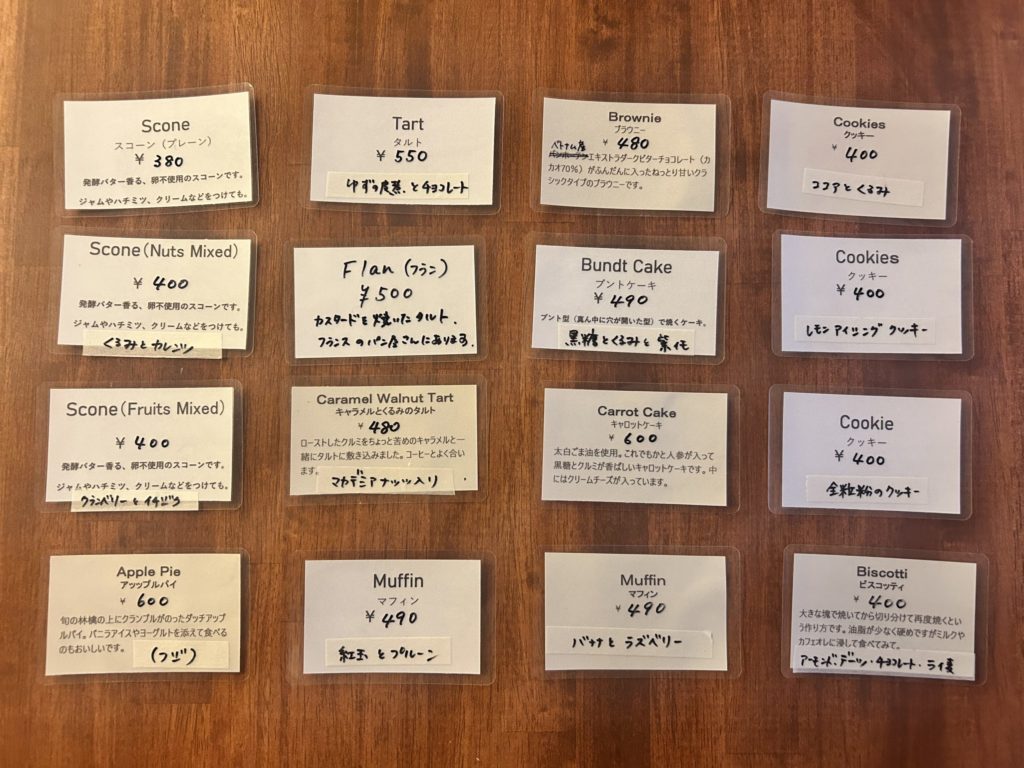 Scone
スコーン（プレーン）
¥ 380
発酵バター香る、卵不使用のスコーンです。
ジャムやハチミツ、クリームなどをつけても。
Tart
タルト
¥ 550
ゆずの皮煮とチョコレート
Brownie
ブラウニー
¥ 480
ベトナム産
エキストラダークビターチョコレート（カ
カオ70％）がふんだんに入ったねっとり甘いクラ
シックタイプのブラウニーです。
Cookies
クッキー
¥ 400
ココアとくるみ
Scone（Nuts Mixed）
¥ 400
発酵バター香る、卵不使用のスコーンです。
ジャムやハチミツ、クリームなどをつけても。
くるみとカレンツ
Flan（フラン）
¥500
カスタードを焼いたタルト。
フランスのパン屋さんにあります。
Bundt Cake
ブントケーキ
¥ 490
ブント型（真ん中に穴が開いた型）で焼くケーキ。
黒糖とくるみと紫イモ
Cookies
クッキー
¥ 400
レモンアイシングクッキー
Scone（Fruits Mixed）
¥ 400
発酵バター香る、卵不使用のスコーンです。
ジャムやハチミツ、クリームなどをつけても。
クランベリーとイチジク
Caramel Walnut Tart
キャラメルとくるみのタルト
¥ 480
ローストしたクルミをちょっと苦めのキャラメルと一
緒にタルトに敷き込みました。コーヒーとよく合い
ます。
マカデミアナッツ入り
Carrot Cake
キャロットケーキ
¥ 600
太白ごま油を使用。これでもかと人参が入って
黒糖とクルミが香ばしいキャロットケーキです。中
にはクリームチーズが入っています。
Cookie
クッキー
¥ 400
全粒粉のクッキー
Apple Pie
アップルパイ
¥ 600
旬の林檎の上にクランブルがのったダッチアップ
ルパイ。バニラアイスやヨーグルトを添えて食べる
のもおいしいです。
（フジ）
Muffin
マフィン
¥ 490
紅玉とプルーン
Muffin
マフィン
¥ 490
バナナとラズベリー
Biscotti
ビスコッティ
¥ 400
大きな塊で焼いてから切り分けて再度焼くとい
う作り方です。油脂が少なく硬めですがミルクや
カフェオレに浸して食べてみて。
アーモンド・デーツ・チョコレート・ライ麦